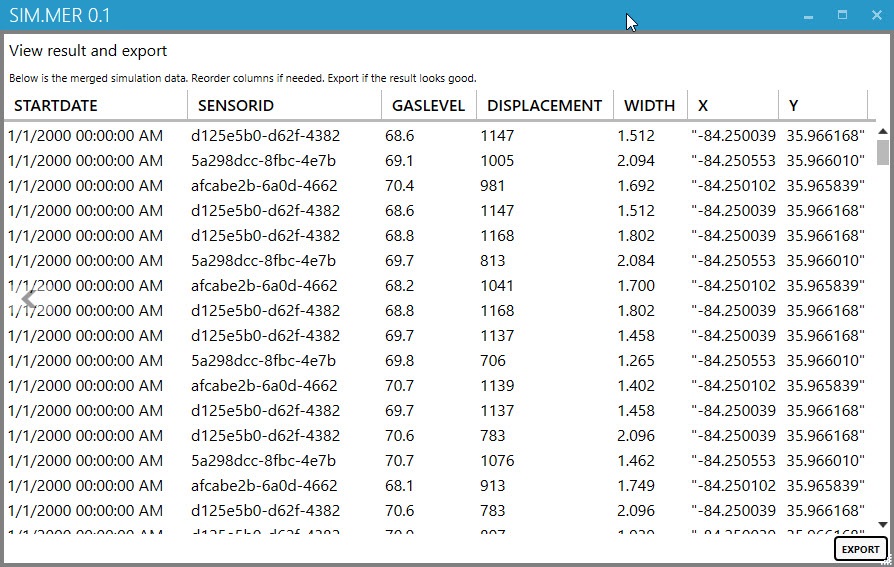 SIM.MER 0.1
View result and export
Below is the merged simulation data. Reorder columns if needed. Export if the result looks good.
STARTDATE SENSORID GASLEVEL DISPLACEMENT WIDTH X Y
1/1/2000 00:00:00 AM d125e5b0-d62f-4382 68.6 1147 1.512 "-84.250039 35.966168"
1/1/2000 00:00:00 AM 5a298dcc-8fbc-4e7b 69.1 1005 2.094 "-84.250553 35.966010"
1/1/2000 00:00:00 AM afcabe2b-6a0d-4662 70.4 981 1.692 "-84.250102 35.965839"
1/1/2000 00:00:00 AM d125e5b0-d62f-4382 68.6 1147 1.512 "-84.250039 35.966168"
1/1/2000 00:00:00 AM d125e5b0-d62f-4382 68.8 1168 1.802 "-84.250039 35.966168"
1/1/2000 00:00:00 AM 5a298dcc-8fbc-4e7b 69.7 813 2.084 "-84.250553 35.966010"
1/1/2000 00:00:00 AM afcabe2b-6a0d-4662 68.2 1041 1.700 "-84.250102 35.965839"
1/1/2000 00:00:00 AM d125e5b0-d62f-4382 68.8 1168 1.802 "-84.250039 35.966168"
1/1/2000 00:00:00 AM d125e5b0-d62f-4382 69.7 1137 1.458 "-84.250039 35.966168"
1/1/2000 00:00:00 AM 5a298dcc-8fbc-4e7b 69.8 706 1.265 "-84.250553 35.966010"
1/1/2000 00:00:00 AM afcabe2b-6a0d-4662 70.7 1139 1.402 "-84.250102 35.965839"
1/1/2000 00:00:00 AM d125e5b0-d62f-4382 69.7 1137 1.458 "-84.250039 35.966168"
1/1/2000 00:00:00 AM d125e5b0-d62f-4382 70.6 783 2.096 "-84.250039 35.966168"
1/1/2000 00:00:00 AM 5a298dcc-8fbc-4e7b 70.7 1076 1.462 "-84.250553 35.966010"
1/1/2000 00:00:00 AM afcabe2b-6a0d-4662 68.1 913 1.749 "-84.250102 35.965839"
1/1/2000 00:00:00 AM d125e5b0-d62f-4382 70.6 783 2.096 "-84.250039 35.966168"
1/1/2000 00:00:00 AM d125e5b0-d62f-4382
EXPORT